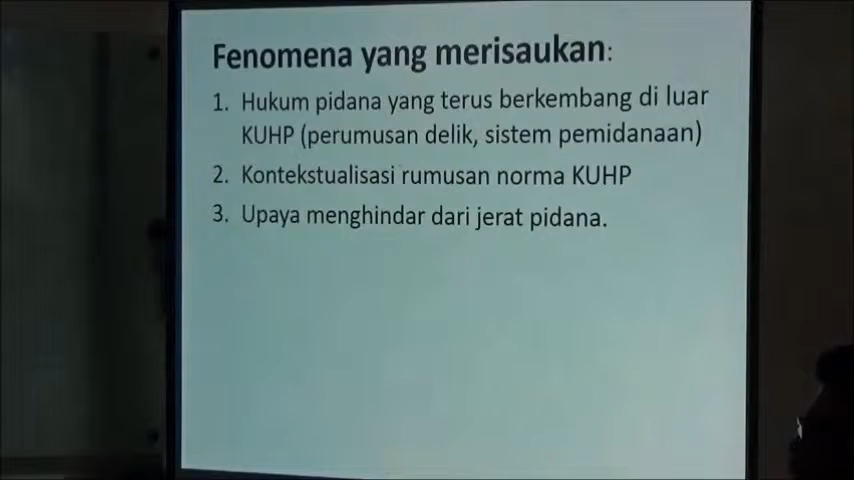 Fenomena yang merisaukan:
1. Hukum pidana yang terus berkembang di luar
KUHP (perumusan delik, sistem pemidanaan)
2. Kontekstualisasi rumusan norma KUHP
3. Upaya menghindar dari jerat pidana.